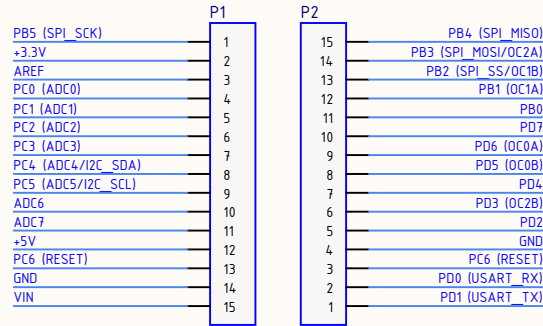 P1
PB5 (SPI_SCK) 1
+3.3V 2
AREF 3
PC0 (ADC0) 4
PC1 (ADC1) 5
PC2 (ADC2) 6
PC3 (ADC3) 7
PC4 (ADC4/I2C_SDA) 8
PC5 (ADC5/I2C_SCL) 9
ADC6 10
ADC7 11
+5V 12
PC6 (RESET) 13
GND 14
VIN 15
P2
15 PB4 (SPI_MISO)
14 PB3 (SPI_MOSI/OC2A)
13 PB2 (SPI_SS/OC1B)
12 PB1 (OC1A)
11 PB0
10 PD7
9 PD6 (OC0A)
8 PD5 (OC0B)
7 PD4
6 PD3 (OC2B)
5 PD2
4 GND
3 PC6 (RESET)
2 PD0 (USART_RX)
1 PD1 (USART_TX)